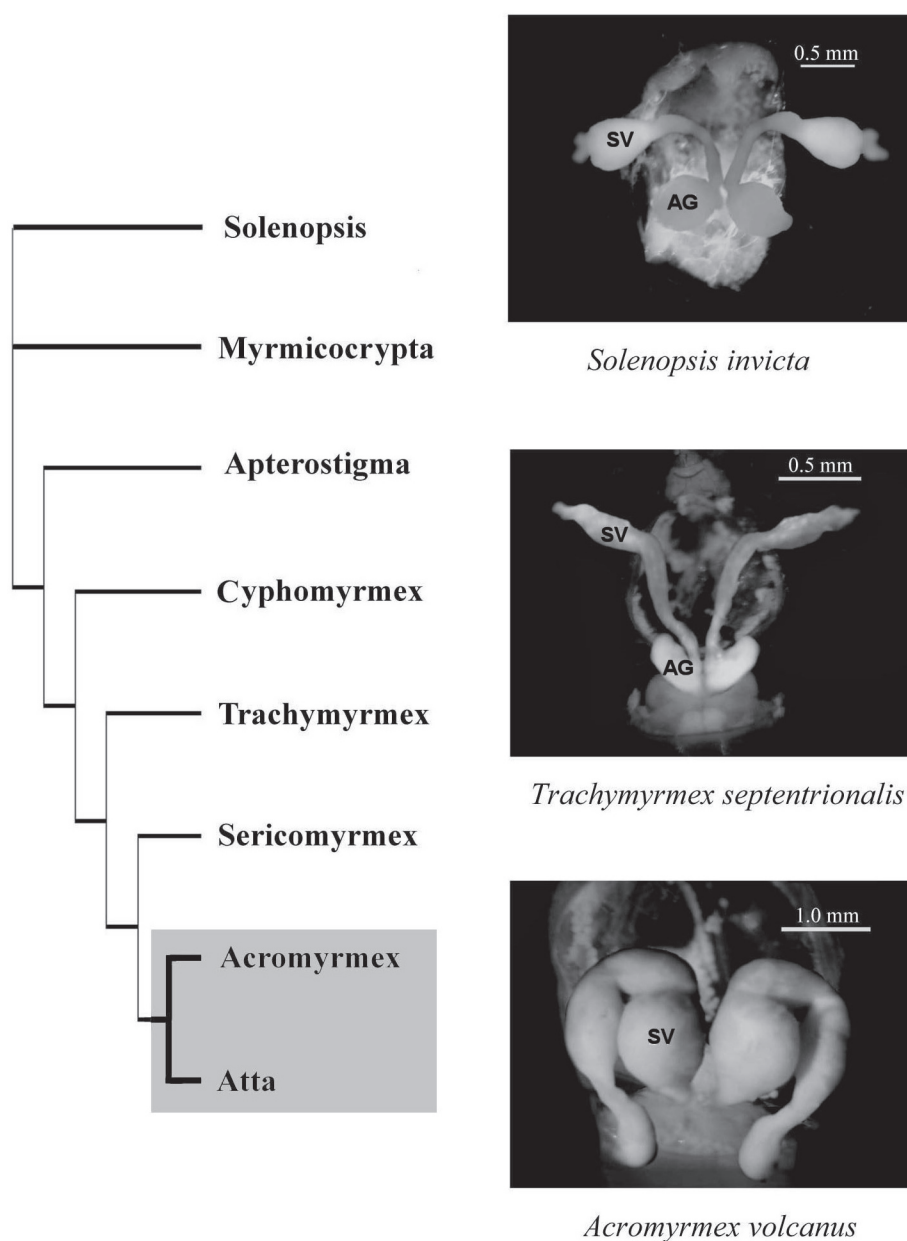 Solenopsis
Myrmicocrypta
Apterostigma
Cyphomyrmex
Trachymyrmex
Sericomyrmex
Acromyrmex
Atta
0.5 mm
SV
AG
Solenopsis invicta
0.5 mm
SV
AG
Trachymyrmex septentrionalis
1.0 mm
SV
Acromyrmex volcanus